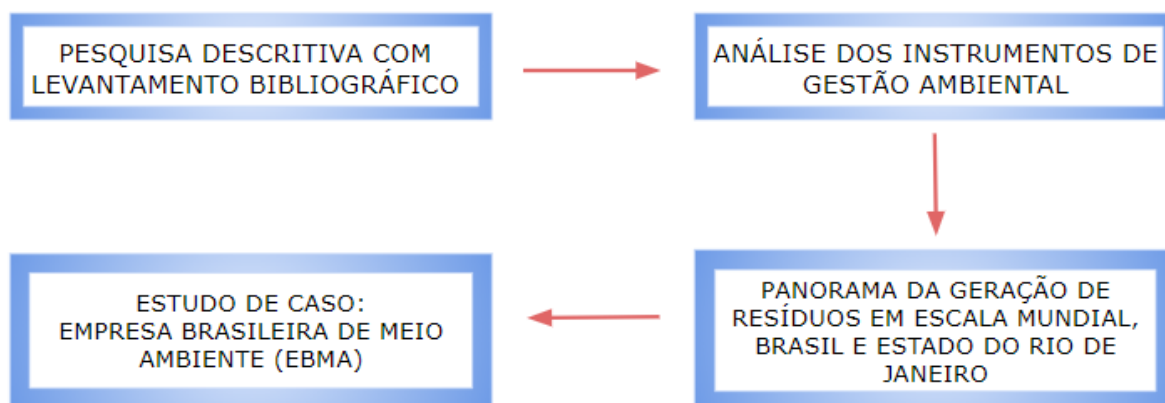 PESQUISA DESCRITIVA COM
LEVANTAMENTO BIBLIOGRÁFICO
ANÁLISE DOS INSTRUMENTOS DE
GESTÃO AMBIENTAL
PANORAMA DA GERAÇÃO DE
RESÍDUOS EM ESCALA MUNDIAL,
BRASIL E ESTADO DO RIO DE
JANEIRO
ESTUDO DE CASO:
EMPRESA BRASILEIRA DE MEIO
AMBIENTE (EBMA)